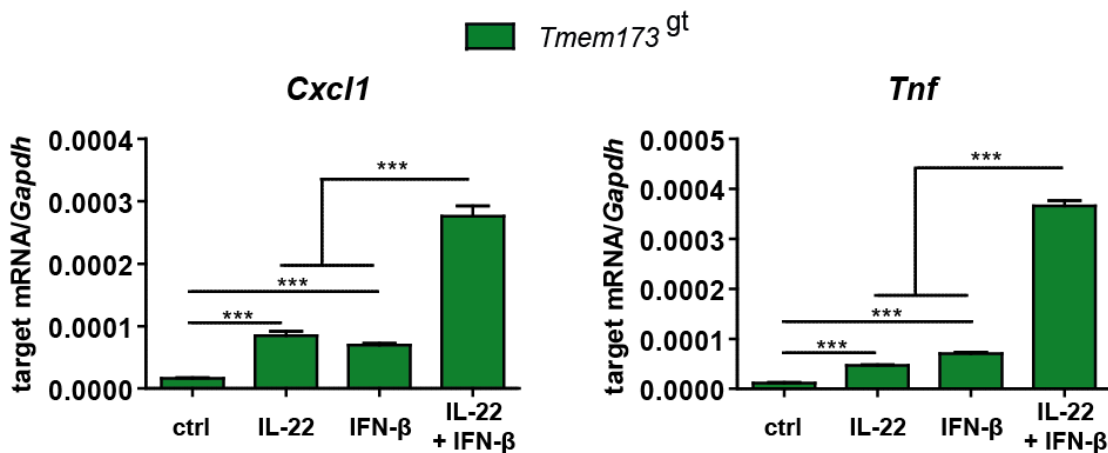 Tmem173 gt
Cxcl1
target mRNA/Gapdh
0.0004
0.0003
0.0002
0.0001
0.0000
***
***
***
ctrl
IL-22
IFN-β
IL-22
+ IFN-β
Tnf
target mRNA/Gapdh
0.0005
0.0004
0.0003
0.0002
0.0001
0.0000
***
***
***
ctrl
IL-22
IFN-β
IL-22
+ IFN-β